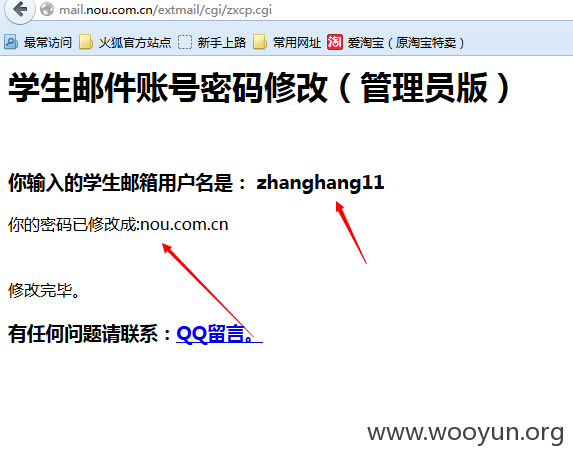 mail.nou.com.cn/extmail/cgi/zxcp.cgi
最常访问 火狐官方站点 新手上路 常用网址 淘 爱淘宝（原淘宝特卖）
学生邮件账号密码修改（管理员版）
你输入的学生邮箱用户名是： zhanghang11
你的密码已修改成:nou.com.cn
修改完毕。
有任何问题请联系：QQ留言。
www.wooyun.org